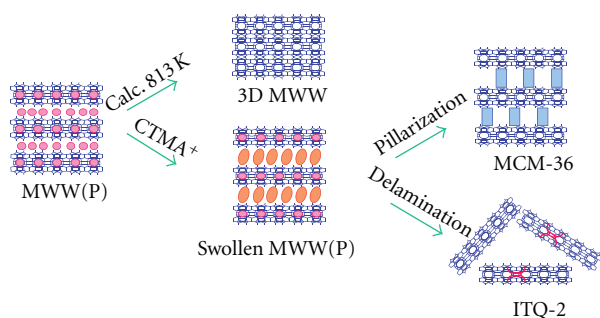 MWW(P)
Calc. 813 K
CTMA+
3D MWW
Swollen MWW(P)
Pillarization
Delamination
MCM-36
ITQ-2